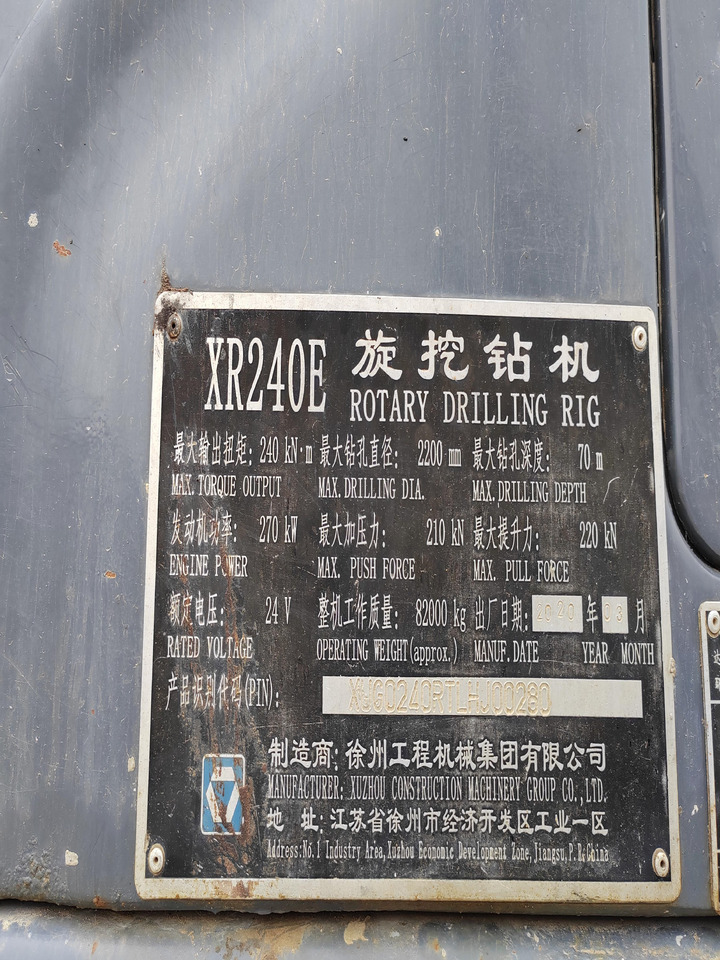 XR240E 旋挖钻机
ROTARY DRILLING RIG
最大输出扭矩: 240 kN·m 最大钻孔直径: 2200 mm 最大钻孔深度: 70 m
MAX. TORQUE OUTPUT MAX. DRILLING DIA. MAX. DRILLING DEPTH
发动机功率: 270 kW 最大加压力: 210 kN 最大提升力: 220 kN
ENGINE POWER MAX. PUSH FORCE MAX. PULL FORCE
额定电压: 24 V 整机工作质量: 82000 kg 出厂日期: 2020 年 03 月
RATED VOLTAGE OPERATING WEIGHT(approx.) MANUF. DATE YEAR MONTH
产品识别代码(PIN):
制造商: 徐州工程机械集团有限公司
MANUFACTURER: XUZHOU CONSTRUCTION MACHINERY GROUP CO., LTD.
地 址: 江苏省徐州市经济开发区工业一区
Address: No. 1 Industry Area, Xuzhou Economic Development Zone, Jiangsu, P.R. China